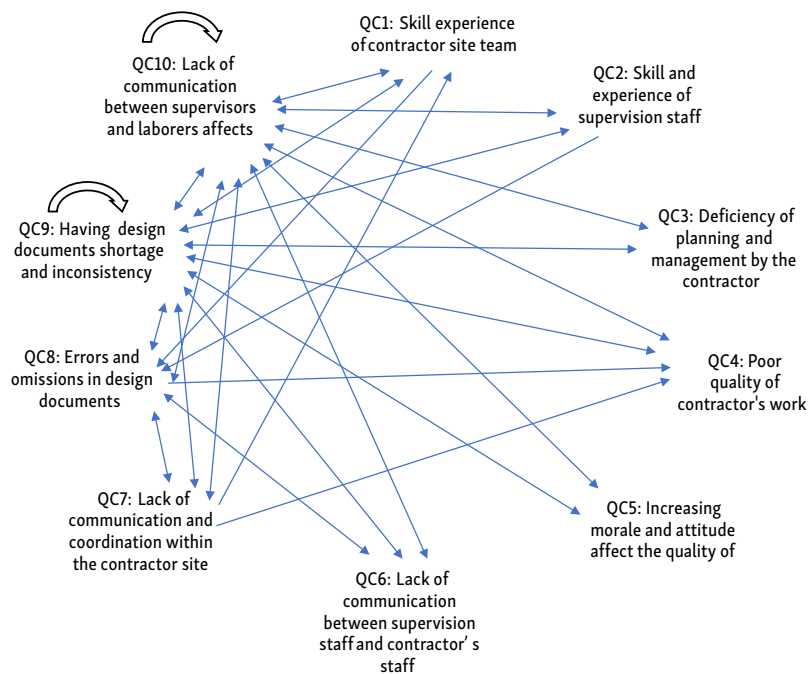 QC1: Skill experience
of contractor site team
QC2: Skill and
experience of
supervision staff
QC3: Deficiency of
planning and
management by the
contractor
QC4: Poor
quality of
contractor's work
QC5: Increasing
morale and attitude
affect the quality of
QC6: Lack of
communication
between supervision
staff and contractor' s
staff
QC7: Lack of
communication and
coordination within
the contractor site
QC8: Errors and
omissions in design
documents
QC9: Having design
documents shortage
and inconsistency
QC10: Lack of
communication
between supervisors
and laborers affects